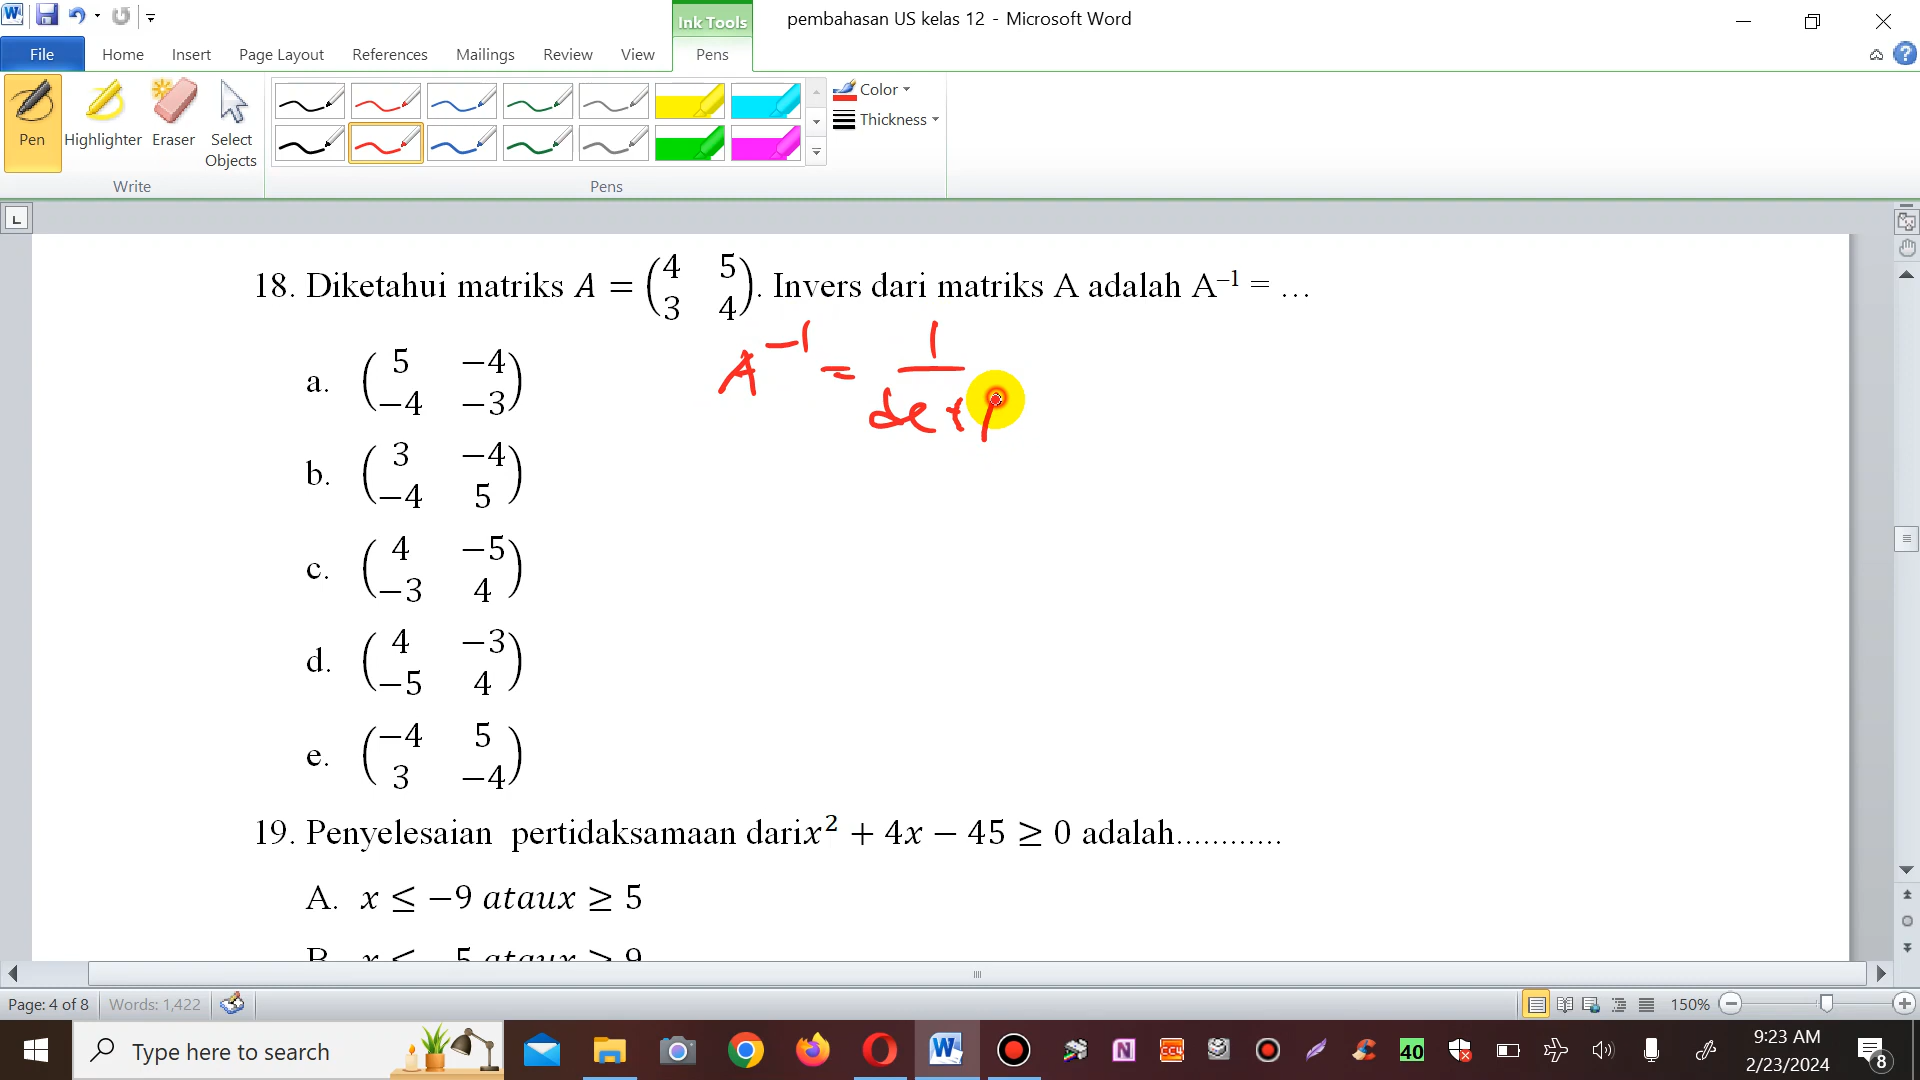 pembahasan US kelas 12 - Microsoft Word
Ink Tools
File Home Insert Page Layout References Mailings Review View Pens
Pen Highlighter Eraser Select Objects
Color
Thickness
Write Pens
18. Diketahui matriks A = (4 5
3 4). Invers dari matriks A adalah A⁻¹ = …
A⁻¹ = 1
det
a. (5 −4
−4 −3)
b. (3 −4
−4 5)
c. (4 −5
−3 4)
d. (4 −3
−5 4)
e. (−4 5
3 −4)
19. Penyelesaian pertidaksamaan darix² + 4x − 45 ≥ 0 adalah............
A. x ≤ −9 ataux ≥ 5
Page: 4 of 8 Words: 1,422 150%
Type here to search
40
9:23 AM
2/23/2024
8